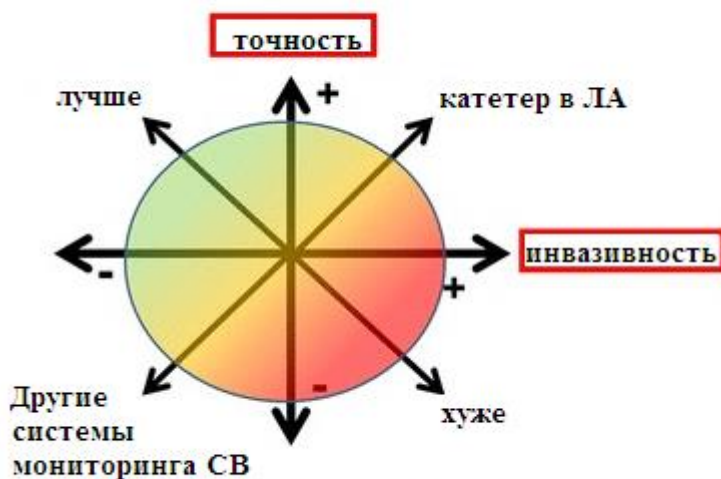 точность
+
лучше
катетер в ЛА
инвазивность
-
+
-
Другие
системы
мониторинга СВ
хуже